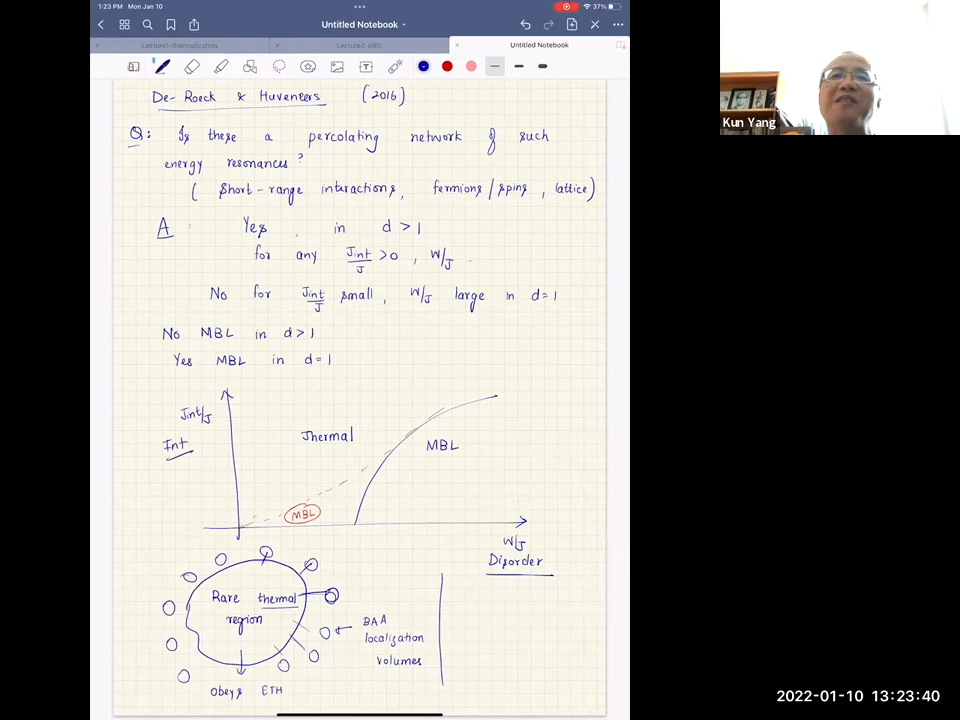 1:23 PM Mon Jan 10
37%
Untitled Notebook
Lecture1-thermalization
Lecture2-MBL
Untitled Notebook
De-Roeck & Huveneers (2016)
Q: Is there a percolating network of such
energy resonances?
( short-range interactions, fermions/spins, lattice)
A : Yes, in d > 1
for any Jint/J > 0, W/J.
No for Jint/J small, W/J large in d=1
No MBL in d > 1
Yes MBL in d = 1
Jint/J
Int
Thermal
MBL
MBL
W/J
Disorder
Rare thermal
region
BAA
localization
volumes
Obeys ETH
Kun Yang
2022-01-10 13:23:40